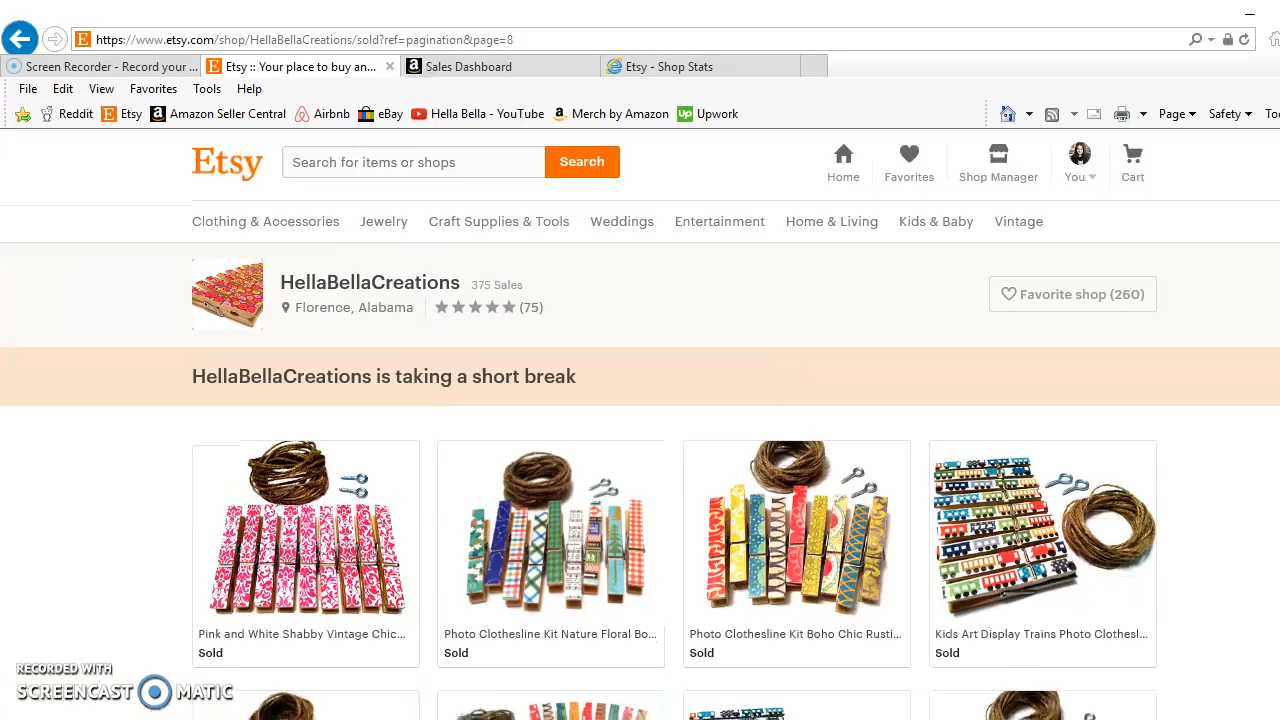 https://www.etsy.com/shop/HellaBellaCreations/sold?ref=pagination&page=8
Screen Recorder - Record your ... Etsy :: Your place to buy an... Sales Dashboard Etsy - Shop Stats
File Edit View Favorites Tools Help
Reddit Etsy Amazon Seller Central Airbnb eBay Hella Bella - YouTube Merch by Amazon Up Upwork Page Safety
Etsy Search for items or shops Search Home Favorites Shop Manager You Cart
Clothing & Accessories Jewelry Craft Supplies & Tools Weddings Entertainment Home & Living Kids & Baby Vintage
HellaBellaCreations 375 Sales
Florence, Alabama (75) Favorite shop (260)
HellaBellaCreations is taking a short break
Pink and White Shabby Vintage Chic... Photo Clothesline Kit Nature Floral Bo... Photo Clothesline Kit Boho Chic Rusti... Kids Art Display Trains Photo Clothesl...
Sold Sold Sold Sold
RECORDED WITH
SCREENCAST MATIC